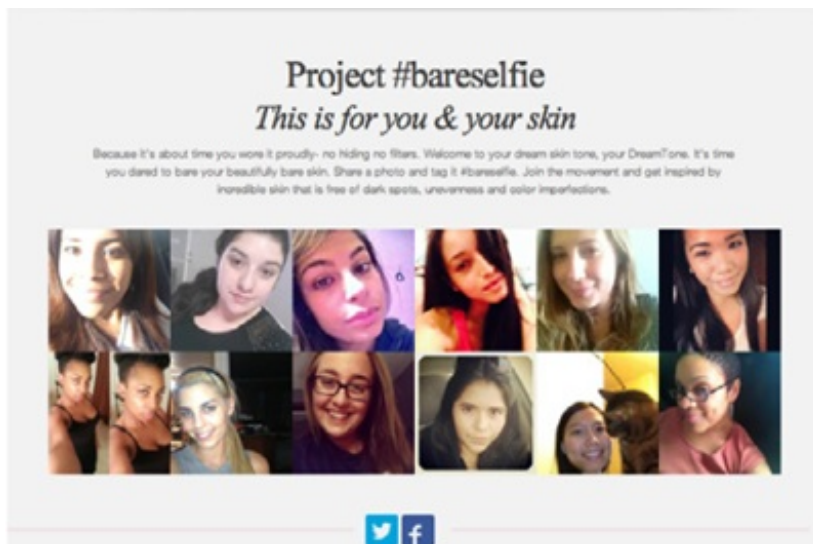 Project #bareselfie
This is for you & your skin
Because it's about time you wore it proudly- no hiding no filters. Welcome to your dream skin tone, your DreamTone. It's time
you dared to bare your beautifully bare skin. Share a photo and tag it #bareselfie. Join the movement and get inspired by
incredible skin that is free of dark spots, unevenness and color imperfections.